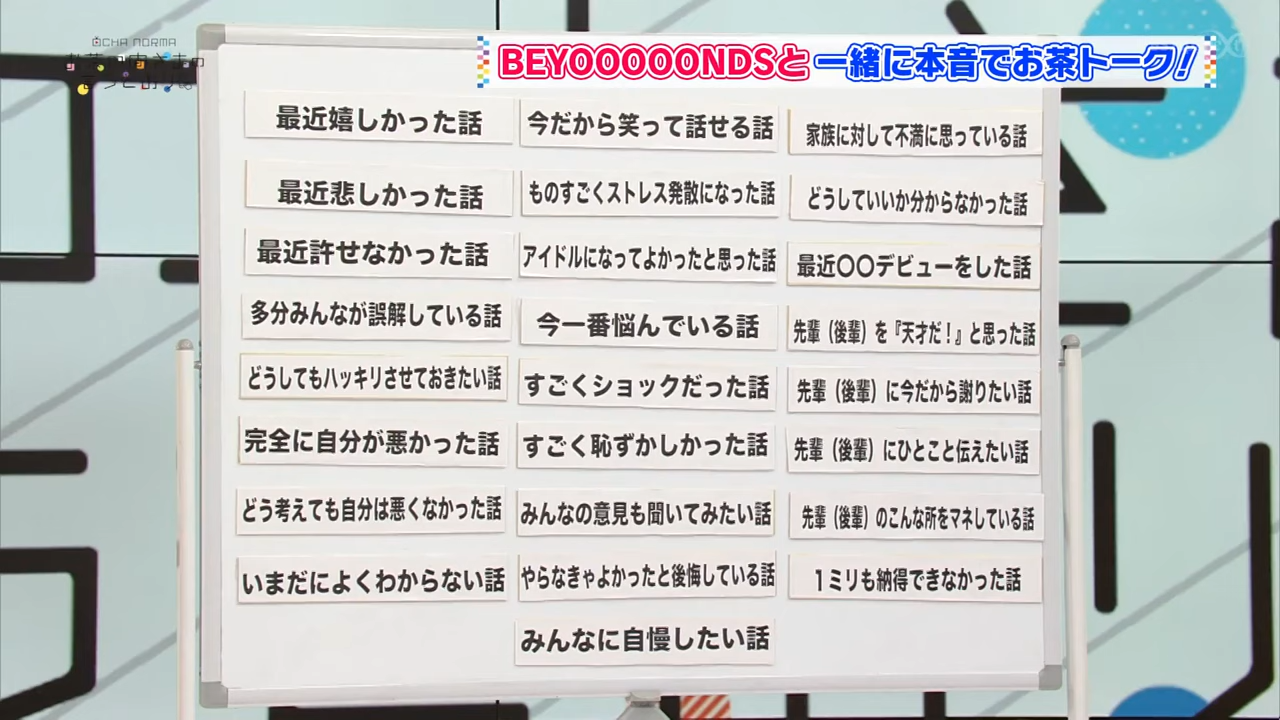 OCHA NORMA
BEYOOOOONDSと一緒に本音でお茶トーク!
最近嬉しかった話
最近悲しかった話
最近許せなかった話
多分みんなが誤解している話
どうしてもハッキリさせておきたい話
完全に自分が悪かった話
どう考えても自分は悪くなかった話
いまだによくわからない話
今だから笑って話せる話
ものすごくストレス発散になった話
アイドルになってよかったと思った話
今一番悩んでいる話
すごくショックだった話
すごく恥ずかしかった話
みんなの意見も聞いてみたい話
やらなきゃよかったと後悔している話
みんなに自慢したい話
家族に対して不満に思っている話
どうしていいか分からなかった話
最近〇〇デビューをした話
先輩（後輩）を『天才だ！』と思った話
先輩（後輩）に今だから謝りたい話
先輩（後輩）にひとこと伝えたい話
先輩（後輩）のこんな所をマネしている話
１ミリも納得できなかった話